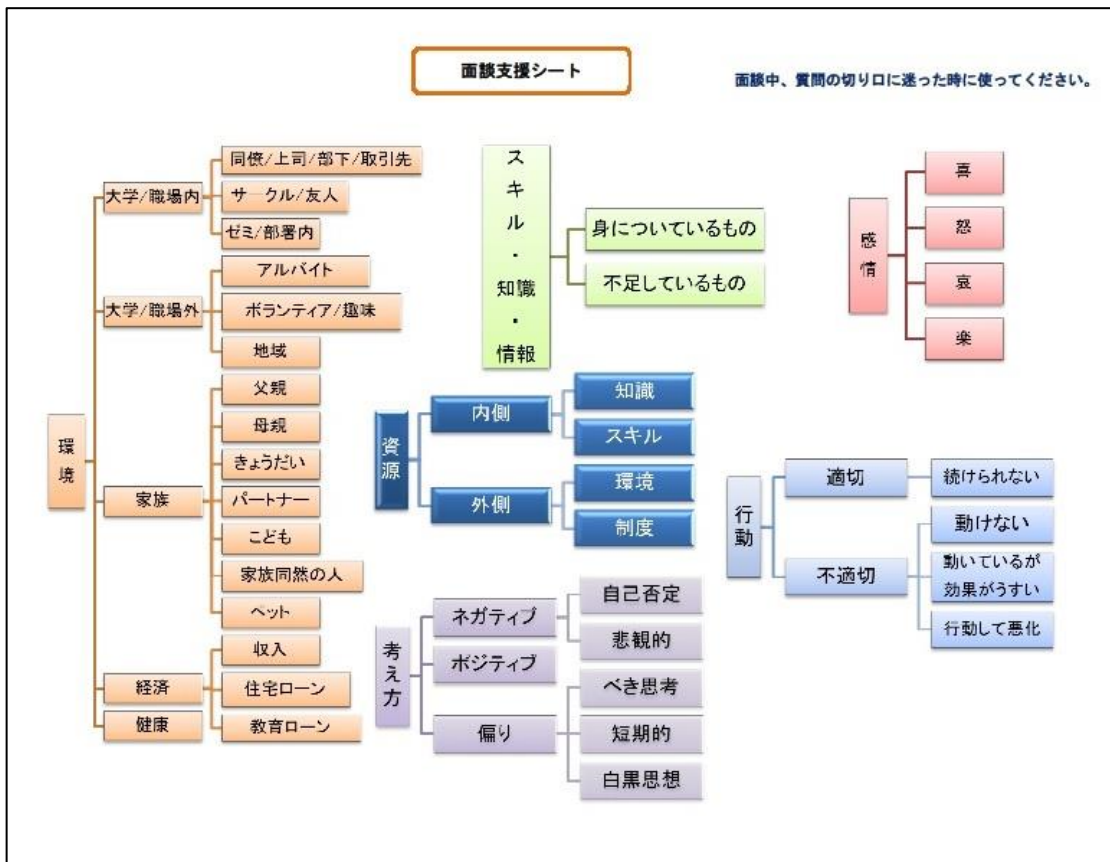 面談支援シート
面談中、質問の切り口に迷った時に使ってください。
環境
大学/職場内
同僚/上司/部下/取引先
サークル/友人
ゼミ/部署内
大学/職場外
アルバイト
ボランティア/趣味
地域
家族
父親
母親
きょうだい
パートナー
こども
家族同然の人
ペット
経済
収入
住宅ローン
教育ローン
健康
スキル・知識・情報
身についているもの
不足しているもの
感情
喜
怒
哀
楽
資源
内側
知識
スキル
外側
環境
制度
考え方
ネガティブ
自己否定
悲観的
ポジティブ
偏り
べき思考
短期的
白黒思想
行動
適切
続けられない
不適切
動けない
動いているが
効果がうすい
行動して悪化